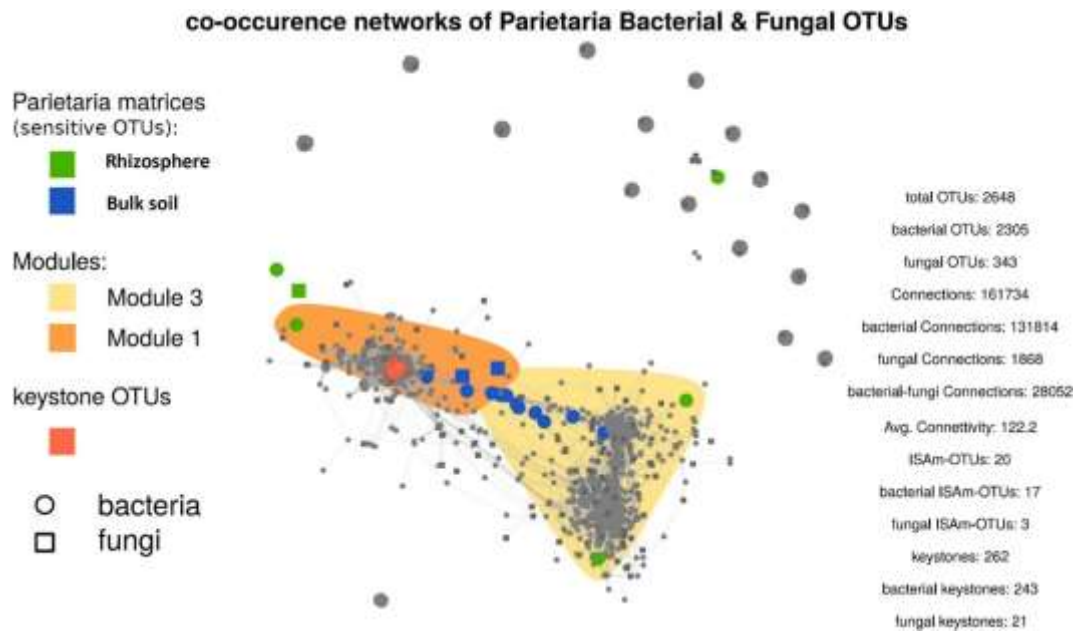 co-occurence networks of Parietaria Bacterial & Fungal OTUs
Parietaria matrices
(sensitive OTUs):
Rhizosphere
Bulk soil
Modules:
Module 3
Module 1
keystone OTUs
bacteria
fungi
total OTUs: 2648
bacterial OTUs: 2305
fungal OTUs: 343
Connections: 161734
bacterial Connections: 131814
fungal Connections: 1868
bacterial-fungi Connections: 28052
Avg. Connettivity: 122.2
ISAm-OTUs: 20
bacterial ISAm-OTUs: 17
fungal ISAm-OTUs: 3
keystones: 262
bacterial keystones: 243
fungal keystones: 21